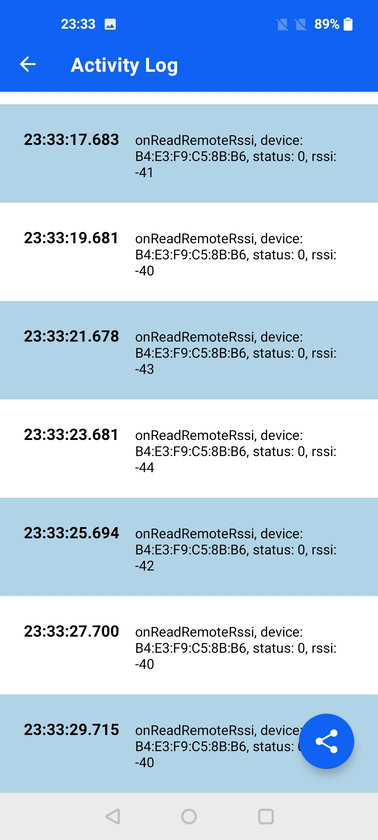 23:33
89%
Activity Log
23:33:17.683
onReadRemoteRssi, device:
B4:E3:F9:C5:8B:B6, status: 0, rssi:
-41
23:33:19.681
onReadRemoteRssi, device:
B4:E3:F9:C5:8B:B6, status: 0, rssi:
-40
23:33:21.678
onReadRemoteRssi, device:
B4:E3:F9:C5:8B:B6, status: 0, rssi:
-43
23:33:23.681
onReadRemoteRssi, device:
B4:E3:F9:C5:8B:B6, status: 0, rssi:
-44
23:33:25.694
onReadRemoteRssi, device:
B4:E3:F9:C5:8B:B6, status: 0, rssi:
-42
23:33:27.700
onReadRemoteRssi, device:
B4:E3:F9:C5:8B:B6, status: 0, rssi:
-40
23:33:29.715
onReadRemoteRssi, device:
B4:E3:F9:C5:8B:B6, status:
-40